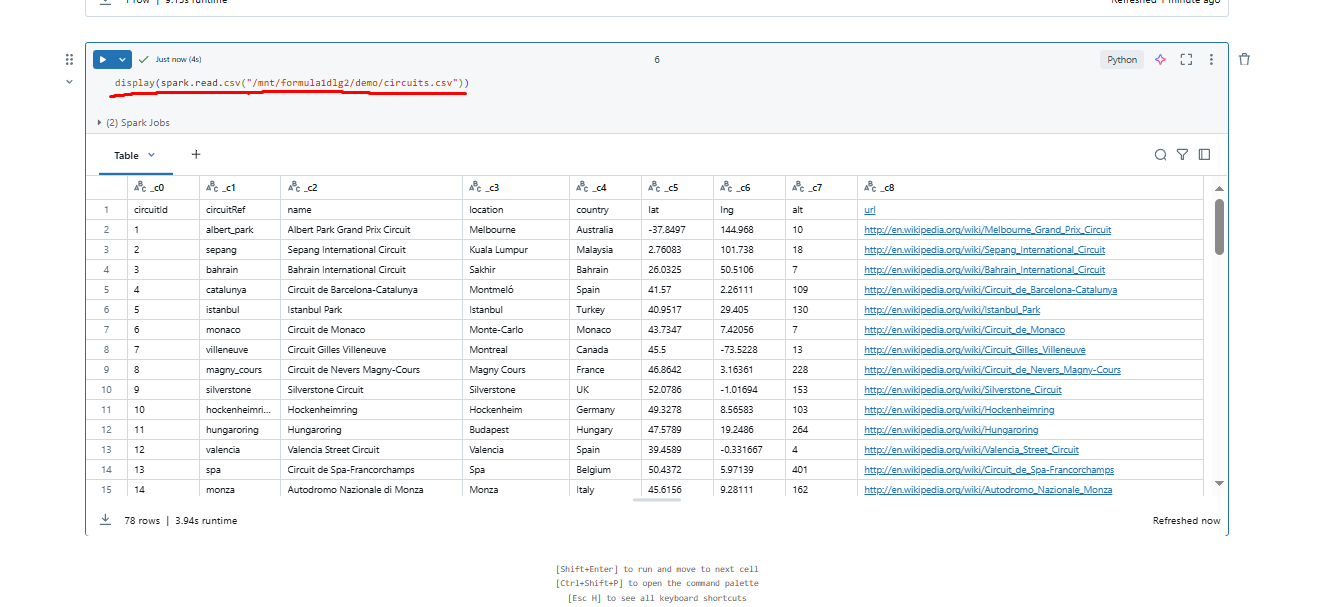 1 row | 9.15s runtime Refreshed 1 minute ago
Just now (4s) 6 Python
display(spark.read.csv("/mnt/formula1dlg2/demo/circuits.csv"))
(2) Spark Jobs
Table +
_c0 _c1 _c2 _c3 _c4 _c5 _c6 _c7 _c8
1 circuitId circuitRef name location country lat lng alt url
2 1 albert_park Albert Park Grand Prix Circuit Melbourne Australia -37.8497 144.968 10 http://en.wikipedia.org/wiki/Melbourne_Grand_Prix_Circuit
3 2 sepang Sepang International Circuit Kuala Lumpur Malaysia 2.76083 101.738 18 http://en.wikipedia.org/wiki/Sepang_International_Circuit
4 3 bahrain Bahrain International Circuit Sakhir Bahrain 26.0325 50.5106 7 http://en.wikipedia.org/wiki/Bahrain_International_Circuit
5 4 catalunya Circuit de Barcelona-Catalunya Montmeló Spain 41.57 2.26111 109 http://en.wikipedia.org/wiki/Circuit_de_Barcelona-Catalunya
6 5 istanbul Istanbul Park Istanbul Turkey 40.9517 29.405 130 http://en.wikipedia.org/wiki/Istanbul_Park
7 6 monaco Circuit de Monaco Monte-Carlo Monaco 43.7347 7.42056 7 http://en.wikipedia.org/wiki/Circuit_de_Monaco
8 7 villeneuve Circuit Gilles Villeneuve Montreal Canada 45.5 -73.5228 13 http://en.wikipedia.org/wiki/Circuit_Gilles_Villeneuve
9 8 magny_cours Circuit de Nevers Magny-Cours Magny Cours France 46.8642 3.16361 228 http://en.wikipedia.org/wiki/Circuit_de_Nevers_Magny-Cours
10 9 silverstone Silverstone Circuit Silverstone UK 52.0786 -1.01694 153 http://en.wikipedia.org/wiki/Silverstone_Circuit
11 10 hockenheimri... Hockenheimring Hockenheim Germany 49.3278 8.56583 103 http://en.wikipedia.org/wiki/Hockenheimring
12 11 hungaroring Hungaroring Budapest Hungary 47.5789 19.2486 264 http://en.wikipedia.org/wiki/Hungaroring
13 12 valencia Valencia Street Circuit Valencia Spain 39.4589 -0.331667 4 http://en.wikipedia.org/wiki/Valencia_Street_Circuit
14 13 spa Circuit de Spa-Francorchamps Spa Belgium 50.4372 5.97139 401 http://en.wikipedia.org/wiki/Circuit_de_Spa-Francorchamps
15 14 monza Autodromo Nazionale di Monza Monza Italy 45.6156 9.28111 162 http://en.wikipedia.org/wiki/Autodromo_Nazionale_Monza
78 rows | 3.94s runtime Refreshed now
[Shift+Enter] to run and move to next cell
[Ctrl+Shift+P] to open the command palette
[Esc H] to see all keyboard shortcuts